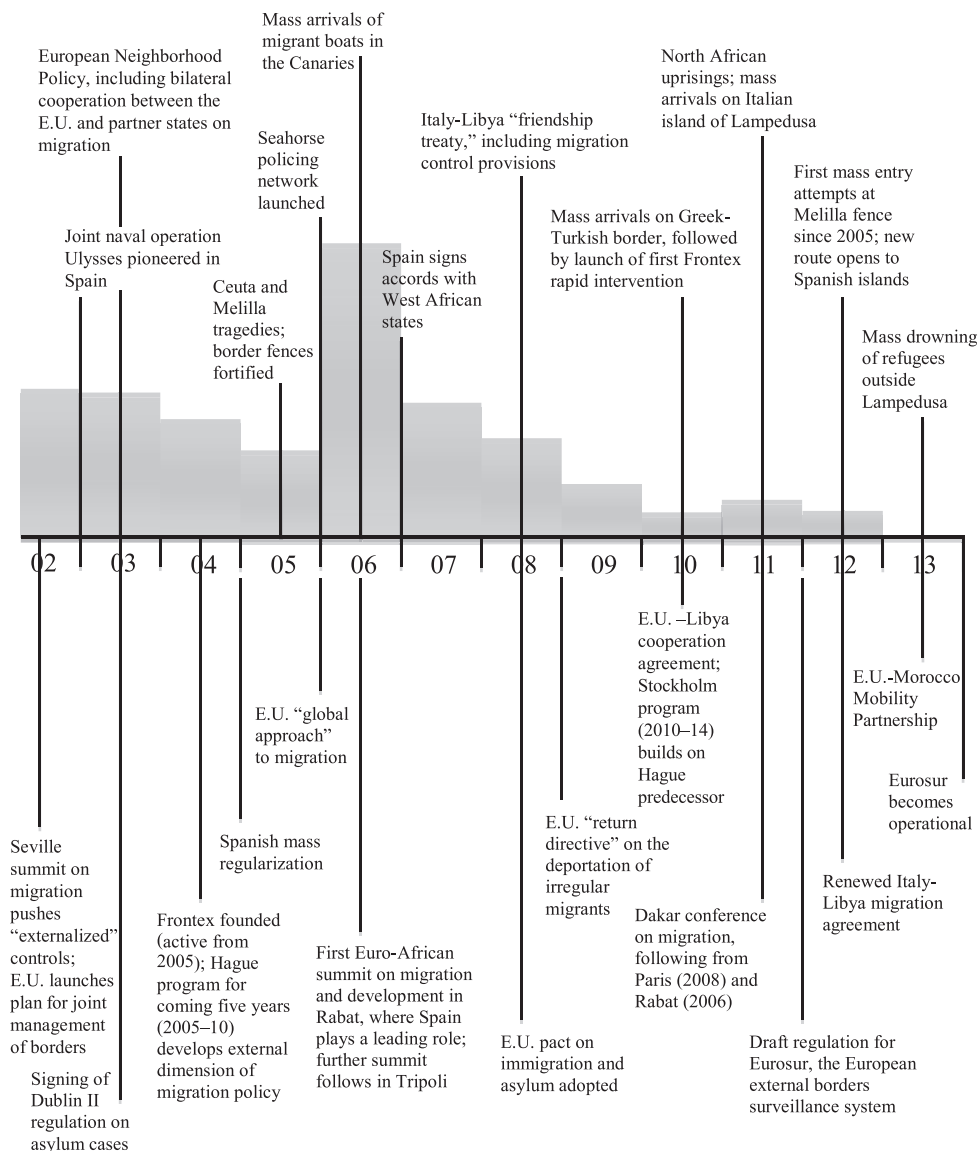 Mass arrivals of
migrant boats in
the Canaries
European Neighborhood
Policy, including bilateral
cooperation between the
E.U. and partner states on
migration
North African
uprisings; mass
arrivals on Italian
island of Lampedusa
Italy-Libya “friendship
treaty,” including migration
control provisions
Seahorse
policing
network
launched
First mass entry
attempts at
Melilla fence
since 2005; new
route opens to
Spanish islands
Mass arrivals on Greek-
Turkish border, followed
by launch of first Frontex
rapid intervention
Joint naval operation
Ulysses pioneered in
Spain
Spain signs
accords with
West African
states
Ceuta and
Melilla
tragedies;
border fences
fortified
Mass drowning
of refugees
outside
Lampedusa
02 03 04 05 06 07 08 09 10 11 12 13
E.U. –Libya
cooperation
agreement;
Stockholm
program
(2010–14)
builds on
Hague
predecessor
E.U.-Morocco
Mobility
Partnership
E.U. “global
approach”
to migration
Eurosur
becomes
operational
E.U. “return
directive” on the
deportation of
irregular
migrants
Spanish mass
regularization
Seville
summit on
migration
pushes
“externalized”
controls;
E.U. launches
plan for joint
management
of borders
Renewed Italy-
Libya migration
agreement
Dakar conference
on migration,
following from
Paris (2008) and
Rabat (2006)
Frontex founded
(active from
2005); Hague
program for
coming five years
(2005–10)
develops external
dimension of
migration policy
First Euro-African
summit on migration
and development in
Rabat, where Spain
plays a leading role;
further summit
follows in Tripoli
E.U. pact on
immigration and
asylum adopted
Draft regulation for
Eurosur, the European
external borders
surveillance system
Signing of
Dublin II
regulation on
asylum cases